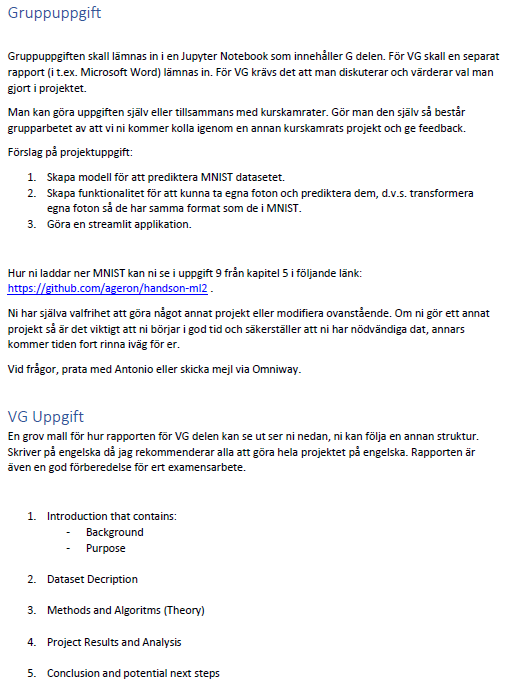 Gruppuppgift
Gruppuppgiften skall lämnas in i en Jupyter Notebook som innehåller G delen. För VG skall en separat
rapport (i t.ex. Microsoft Word) lämnas in. För VG krävs det att man diskuterar och värderar val man
gjort i projektet.
Man kan göra uppgiften själv eller tillsammans med kurskamrater. Gör man den själv så består
grupparbetet av att vi ni kommer kolla igenom en annan kurskamrats projekt och ge feedback.
Förslag på projektuppgift:
1. Skapa modell för att prediktera MNIST datasetet.
2. Skapa funktionalitet för att kunna ta egna foton och prediktera dem, d.v.s. transformera
egna foton så de har samma format som de i MNIST.
3. Göra en streamlit applikation.
Hur ni laddar ner MNIST kan ni se i uppgift 9 från kapitel 5 i följande länk:
https://github.com/ageron/handson-ml2 .
Ni har själva valfrihet att göra något annat projekt eller modifiera ovanstående. Om ni gör ett annat
projekt så är det viktigt att ni börjar i god tid och säkerställer att ni har nödvändiga dat, annars
kommer tiden fort rinna iväg för er.
Vid frågor, prata med Antonio eller skicka mejl via Omniway.
VG Uppgift
En grov mall för hur rapporten för VG delen kan se ut ser ni nedan, ni kan följa en annan struktur.
Skriver på engelska då jag rekommenderar alla att göra hela projektet på engelska. Rapporten är
även en god förberedelse för ert examensarbete.
1. Introduction that contains:
- Background
- Purpose
2. Dataset Decription
3. Methods and Algoritms (Theory)
4. Project Results and Analysis
5. Conclusion and potential next steps